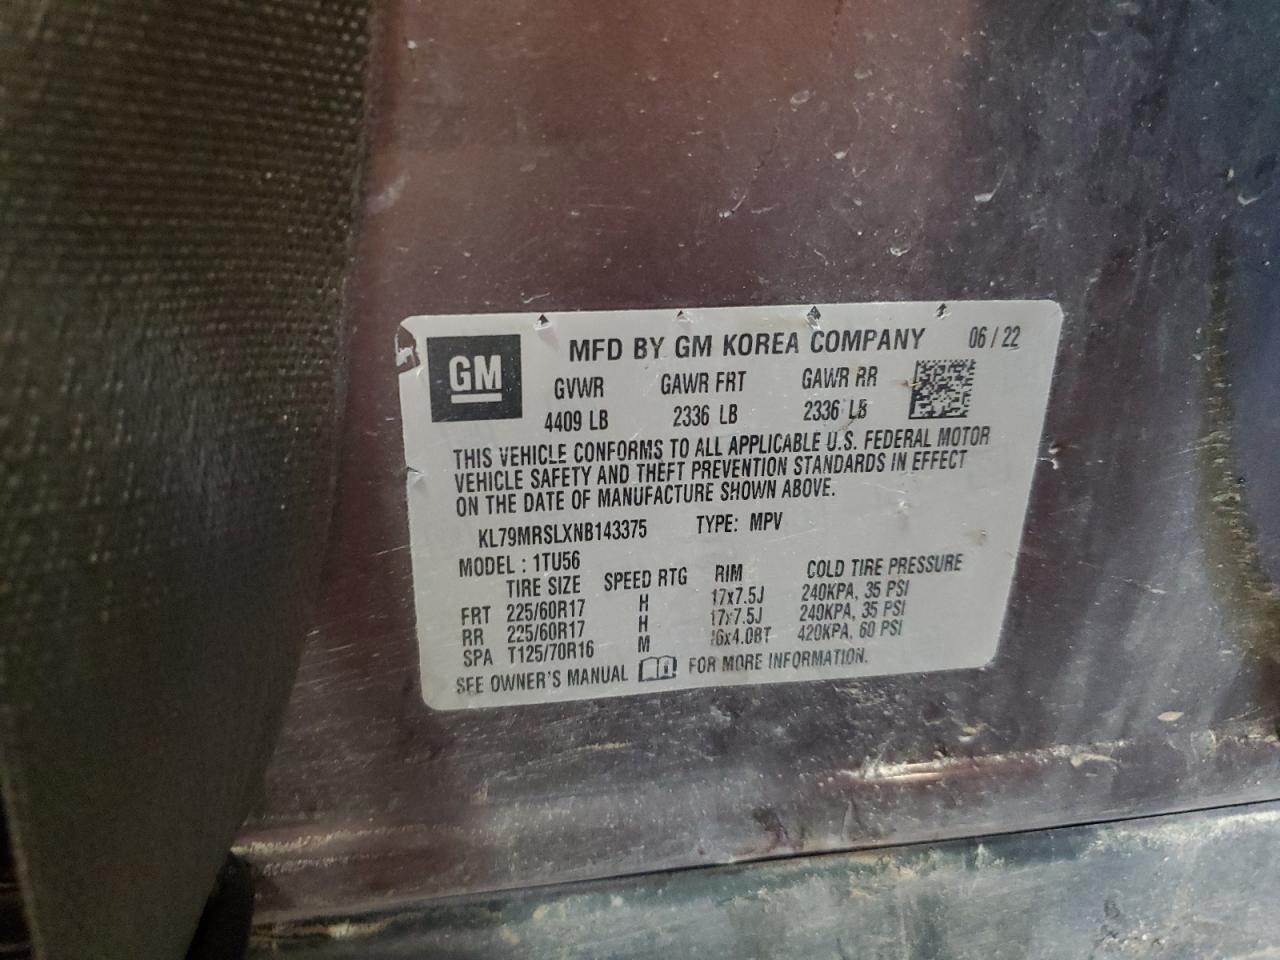 GM
MFD BY GM KOREA COMPANY 06 / 22
GVWR GAWR FRT GAWR RR
4409 LB 2336 LB 2336 LB
THIS VEHICLE CONFORMS TO ALL APPLICABLE U.S. FEDERAL MOTOR
VEHICLE SAFETY AND THEFT PREVENTION STANDARDS IN EFFECT
ON THE DATE OF MANUFACTURE SHOWN ABOVE.
KL79MRSLXNB143375 TYPE: MPV
MODEL : 1TU56
TIRE SIZE SPEED RTG RIM COLD TIRE PRESSURE
FRT 225/60R17 H 17x7.5J 240KPA, 35 PSI
RR 225/60R17 H 17x7.5J 240KPA, 35 PSI
SPA T125/70R16 M 16x4.0BT 420KPA, 60 PSI
SEE OWNER'S MANUAL FOR MORE INFORMATION.